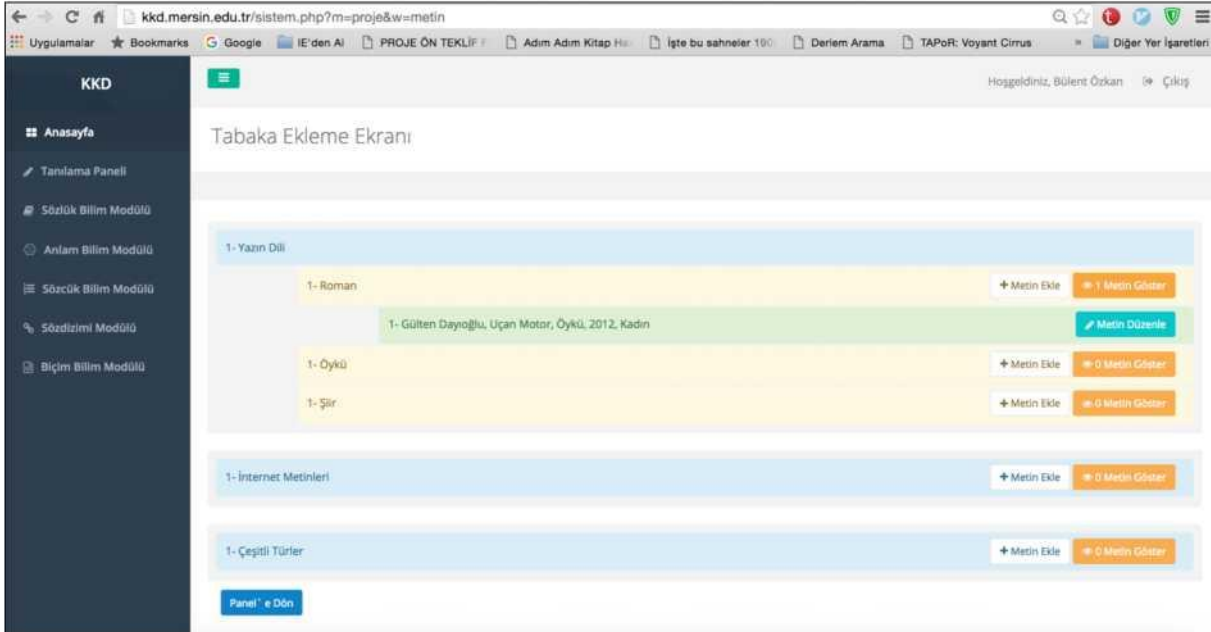 kkd.mersin.edu.tr/sistem.php?m=proje&w=metin
Uygulamalar Bookmarks Google IE'den Al PROJE ÖN TEKLİF Adım Adım Kitap İşte bu sahneler 190 Derlem Arama TAPoR: Voyant Cirrus » Diğer Yer İşaretleri
KKD
Hoşgeldiniz, Bülent Özkan Çıkış
Anasayfa
Tabaka Ekleme Ekranı
Tanılama Paneli
Sözlük Bilim Modülü
Anlam Bilim Modülü
Sözcük Bilim Modülü
Sözdizimi Modülü
Biçim Bilim Modülü
1- Yazın Dili
1- Roman + Metin Ekle 1 Metin Göster
1- Gülten Dayıoğlu, Uçan Motor, Öykü, 2012, Kadın Metin Düzenle
1- Öykü + Metin Ekle 0 Metin Göster
1- Şiir + Metin Ekle 0 Metin Göster
1- İnternet Metinleri + Metin Ekle 0 Metin Göster
1- Çeşitli Türler + Metin Ekle 0 Metin Göster
Panel` e Dön